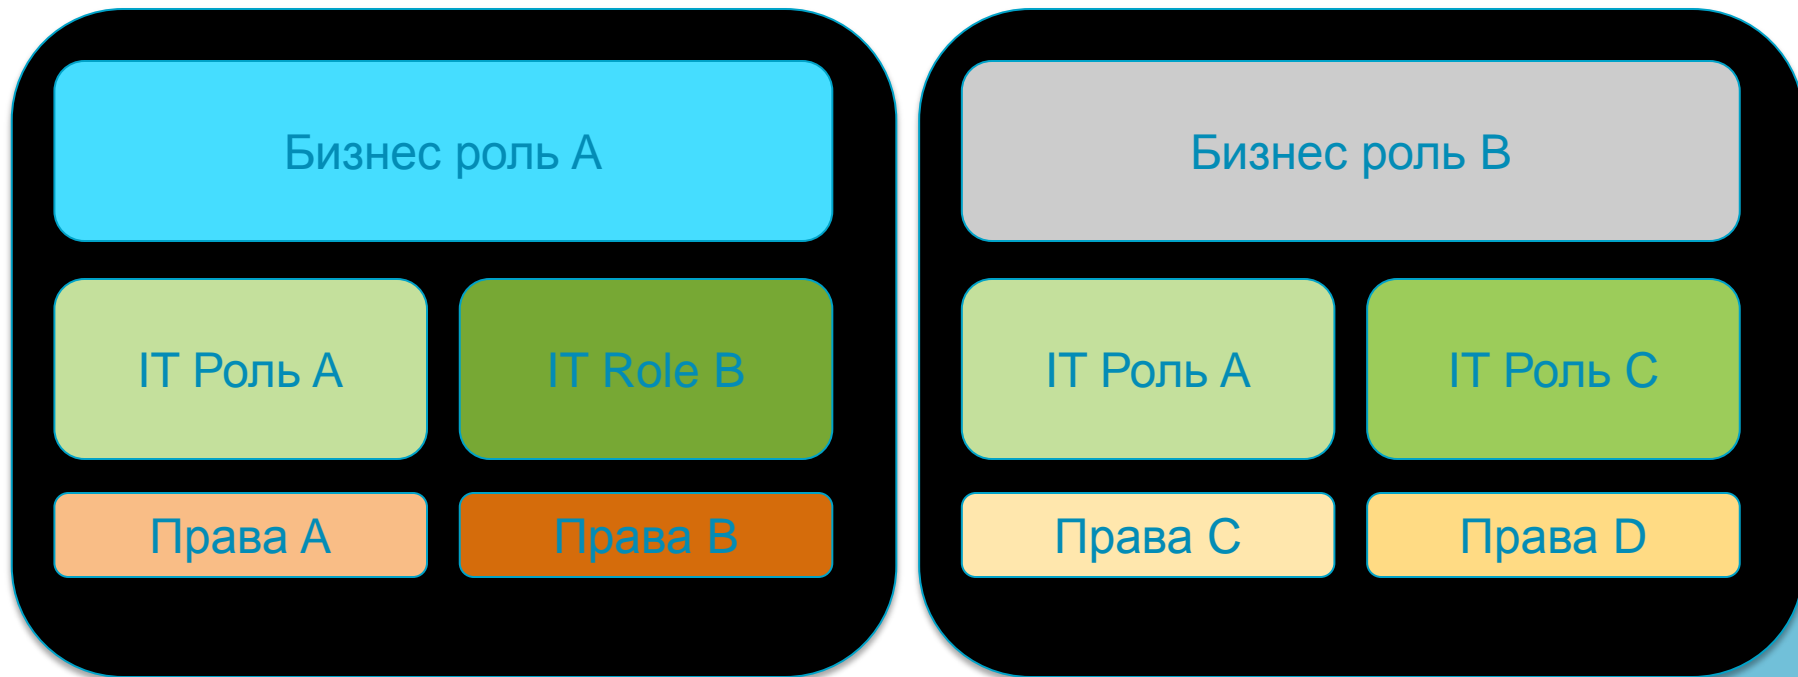 Бизнес роль A
Бизнес роль B
IT Роль A
IT Role B
IT Роль A
IT Роль C
Права A
Права B
Права C
Права D